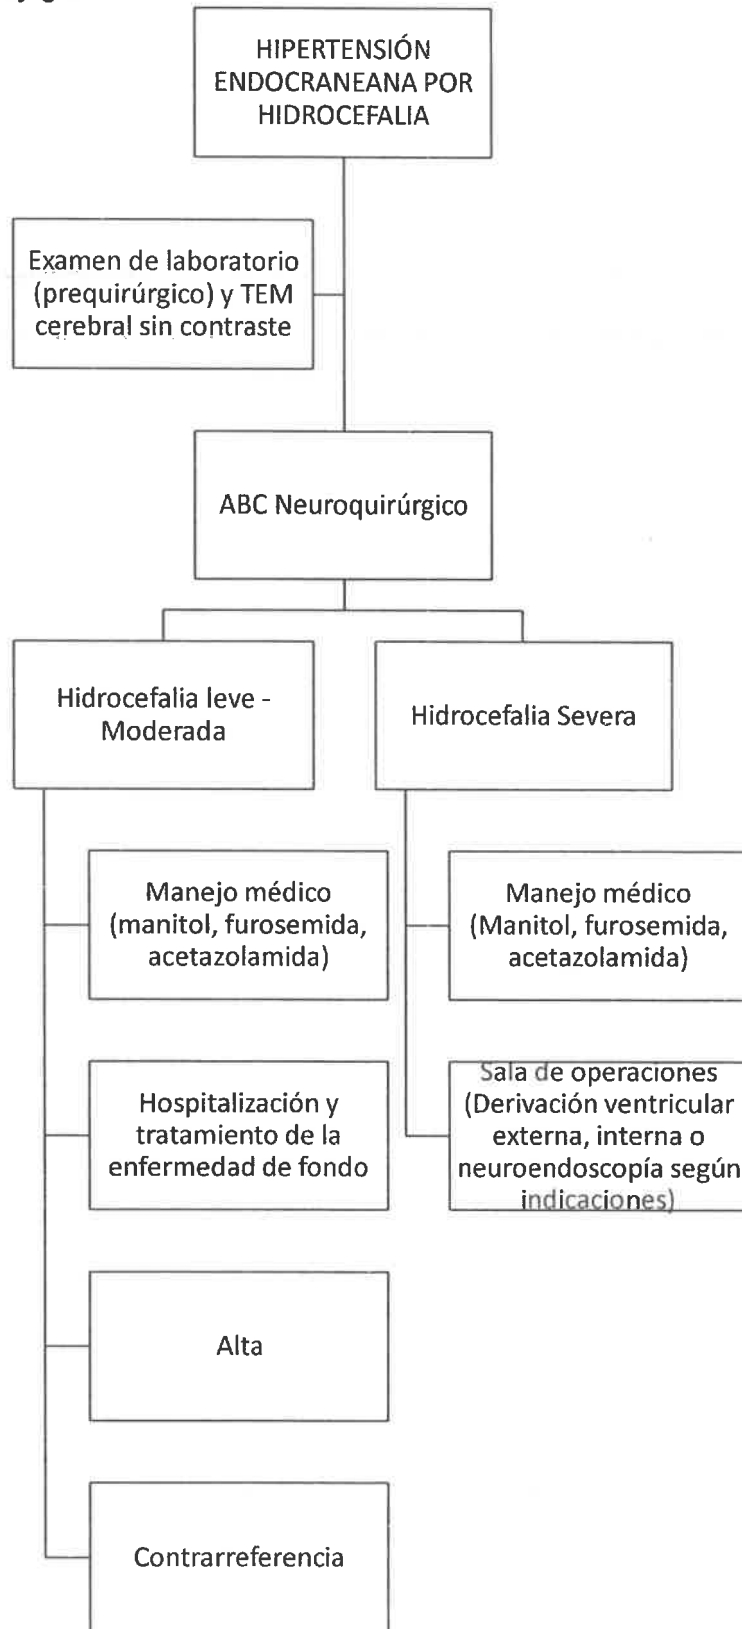 HIPERTENSIÓN
ENDOCRANEANA POR
HIDROCEFALIA
Examen de laboratorio
(prequirúrgico) y TEM
cerebral sin contraste
ABC Neuroquirúrgico
Hidrocefalia leve -
Moderada
Hidrocefalia Severa
Manejo médico
(manitol, furosemida,
acetazolamida)
Manejo médico
(Manitol, furosemida,
acetazolamida)
Hospitalización y
tratamiento de la
enfermedad de fondo
Sala de operaciones
(Derivación ventricular
externa, interna o
neuroendoscopía según
indicaciones)
Alta
Contrarreferencia